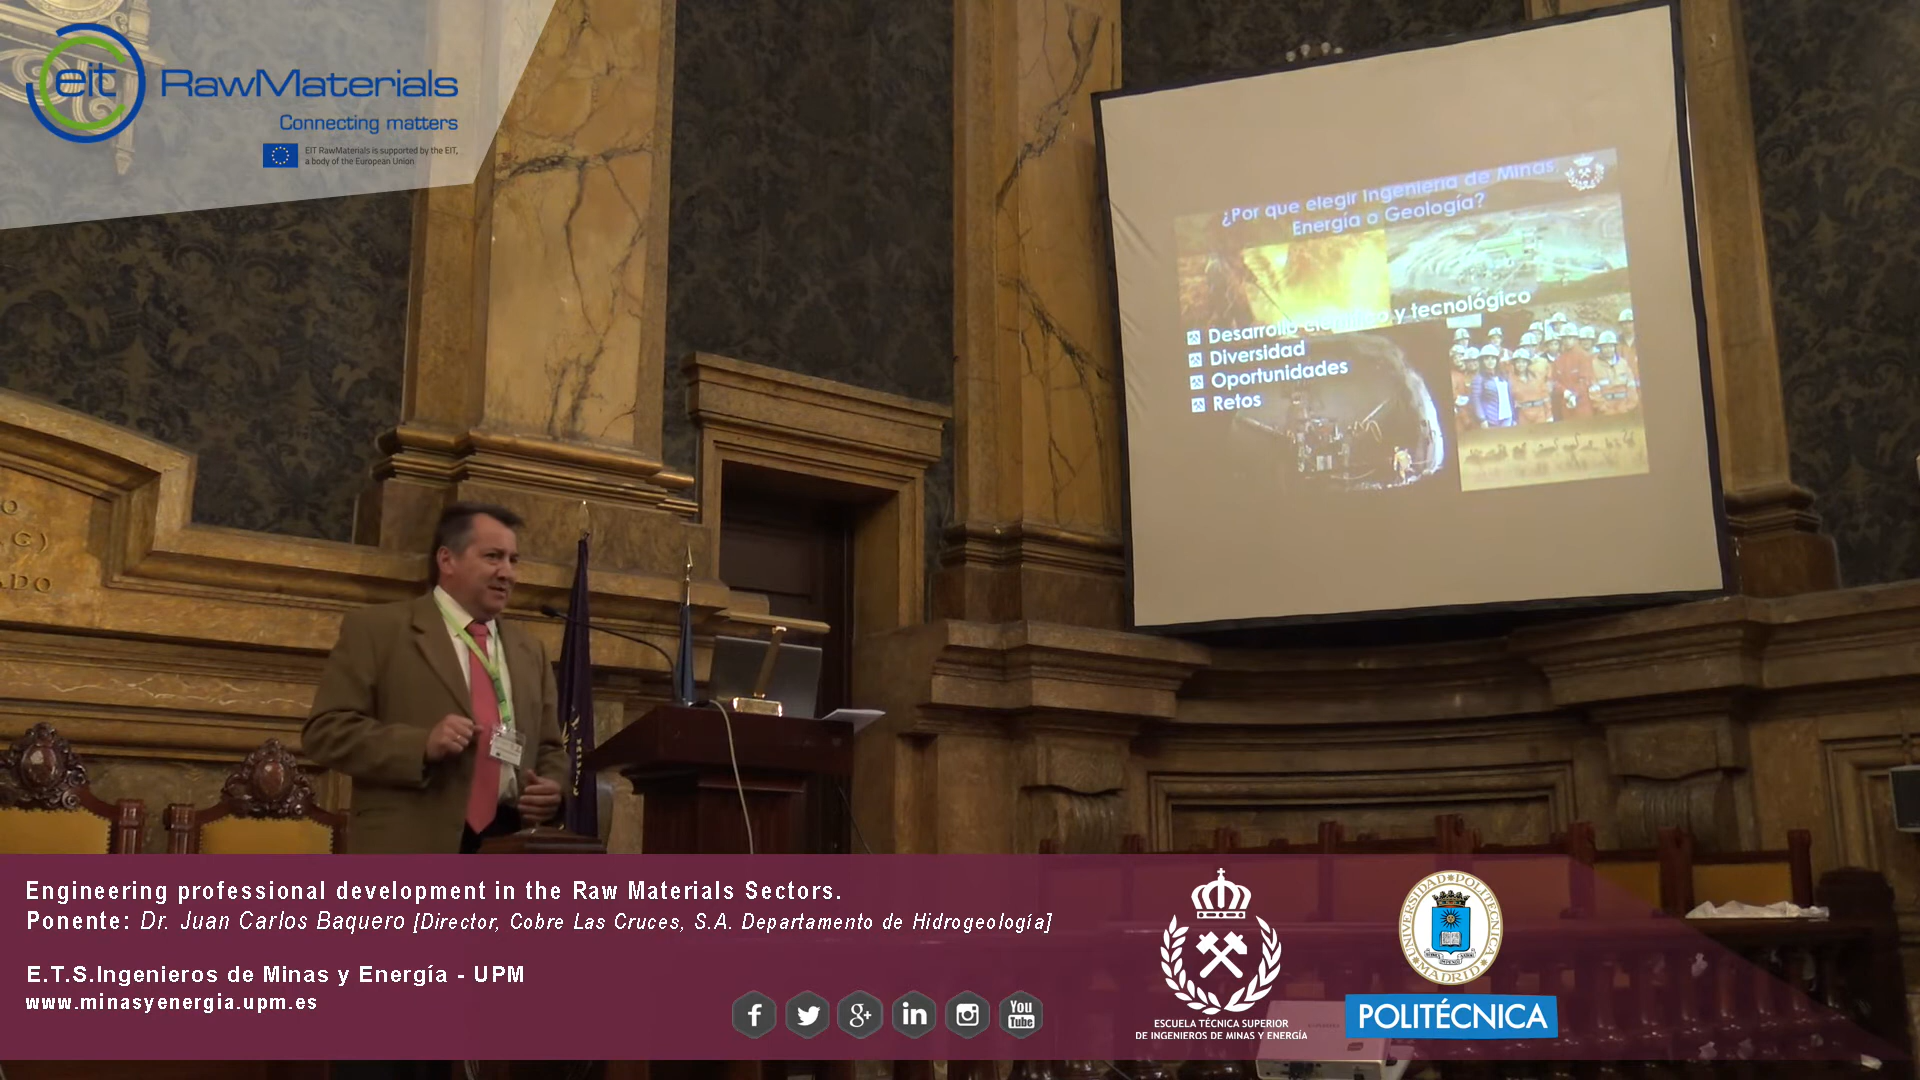 eit RawMaterials
Connecting matters
EIT RawMaterials is supported by the EIT,
a body of the European Union
¿Por que elegir Ingeniería de Minas,
Energía o Geología?
Desarrollo científico y tecnológico
Diversidad
Oportunidades
Retos
Engineering professional development in the Raw Materials Sectors.
Ponente: Dr. Juan Carlos Baquero [Director, Cobre Las Cruces, S.A. Departamento de Hidrogeología]
E.T.S.Ingenieros de Minas y Energía - UPM
www.minasyenergia.upm.es
f
g+
in
You
Tube
ESCUELA TÉCNICA SUPERIOR
DE INGENIEROS DE MINAS Y ENERGÍA
UNIVERSIDAD POLITÉCNICA
MADRID
POLITÉCNICA